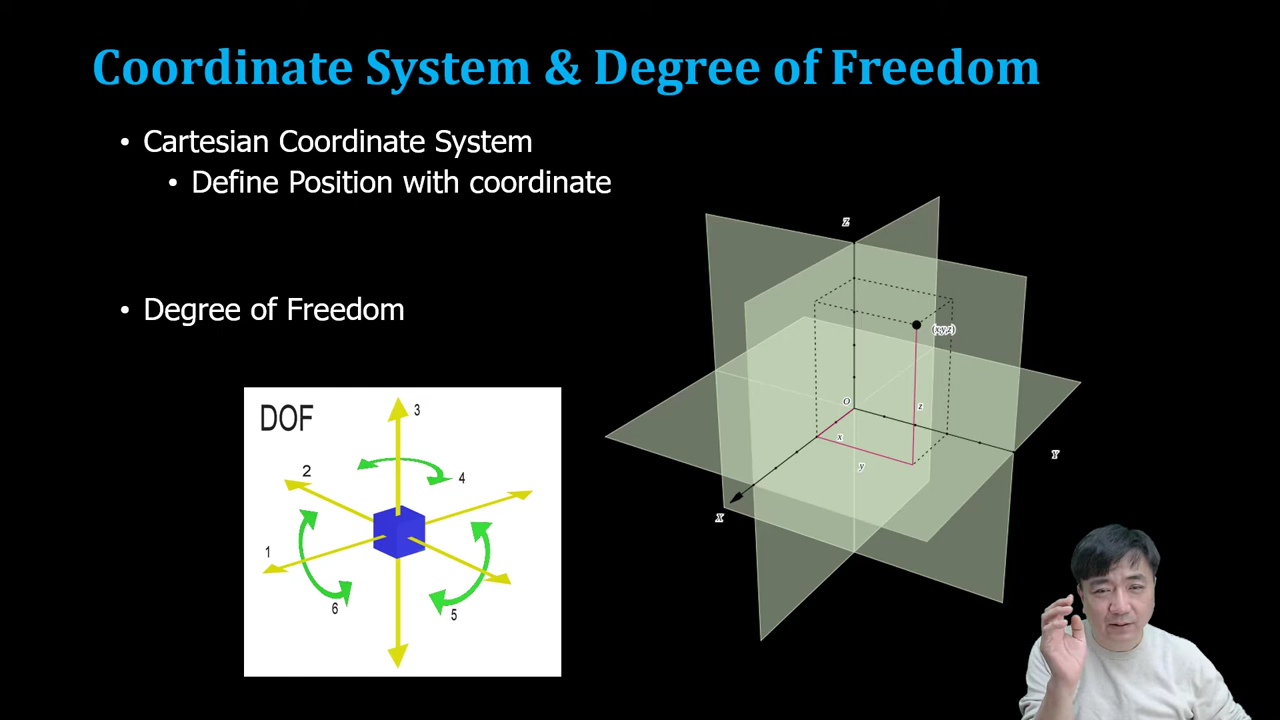 Coordinate System & Degree of Freedom
• Cartesian Coordinate System
• Define Position with coordinate
• Degree of Freedom
DOF
3
2
4
1
6
5
Z
(x,y,z)
O
z
x
y
Y
X